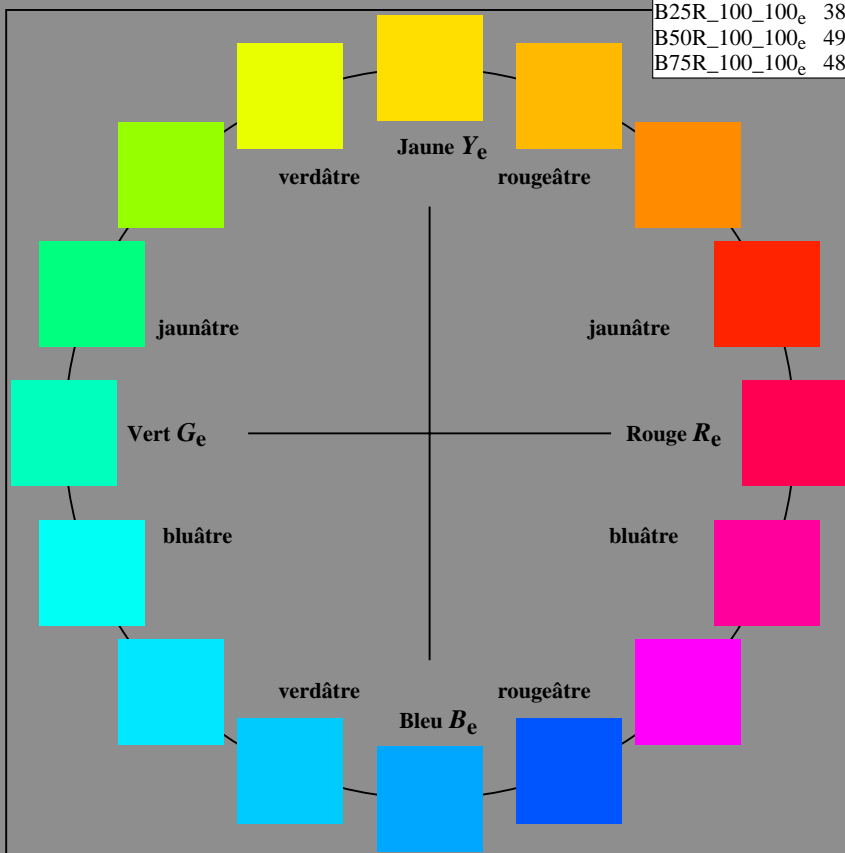 B25R_100_100e 38
B50R_100_100e 49
B75R_100_100e 48
Jaune Ye
verdâtre rougeâtre
jaunâtre jaunâtre
Vert Ge Rouge Re
bluâtre bluâtre
verdâtre rougeâtre
Bleu Be